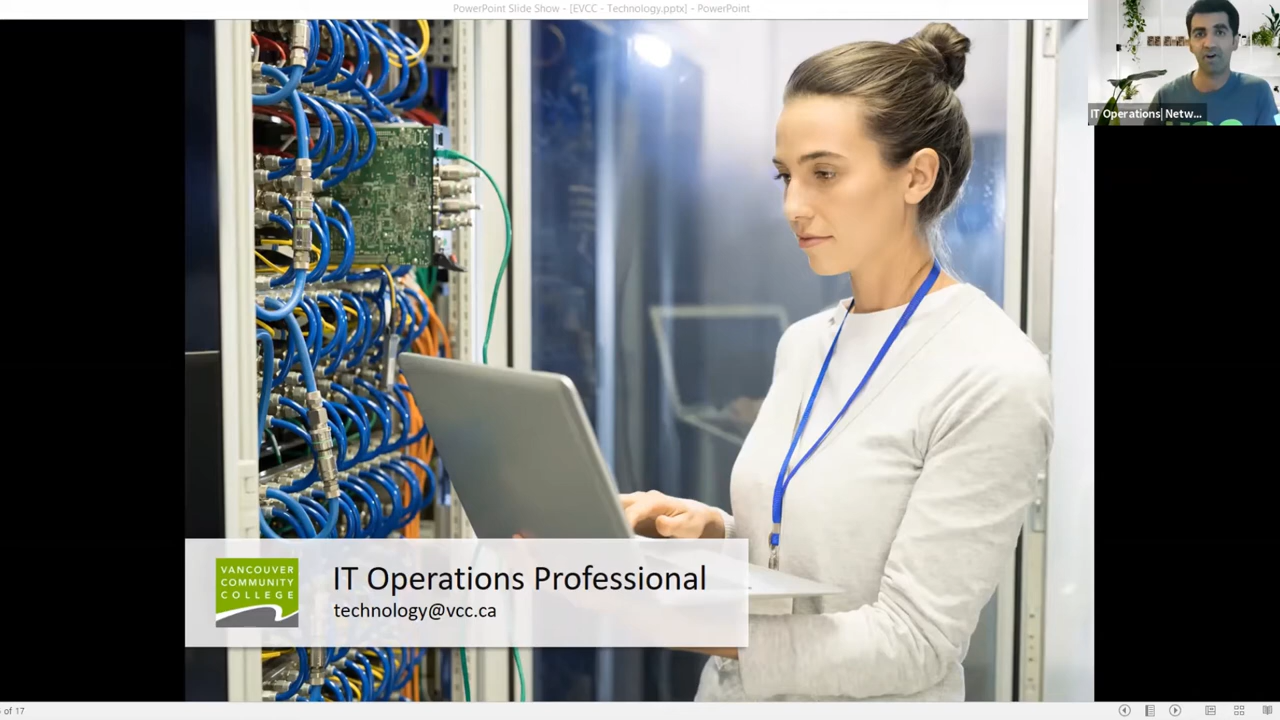 PowerPoint Slide Show - [EVCC - Technology.pptx] - PowerPoint
IT Operations| Netw...
VANCOUVER
COMMUNITY
COLLEGE
IT Operations Professional
technology@vcc.ca
of 17